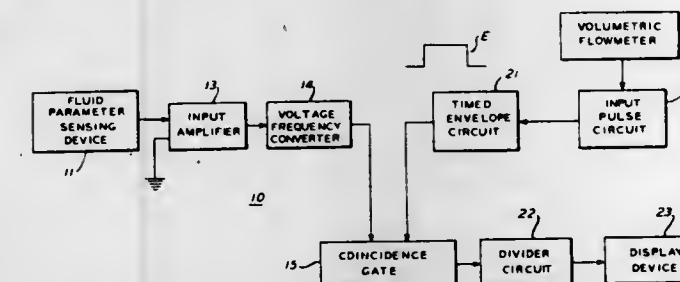 VOLUMETRIC
FLOWMETER
E
13
14
21
FLUID
PARAMETER
SENSING
DEVICE
INPUT
AMPLIFIER
VOLTAGE
FREQUENCY
CONVERTER
TIMED
ENVELOPE
CIRCUIT
INPUT
PULSE
CIRCUIT
11
10
22
23
15
COINCIDENCE
GATE
DIVIDER
CIRCUIT
DISPLAY
DEVICE